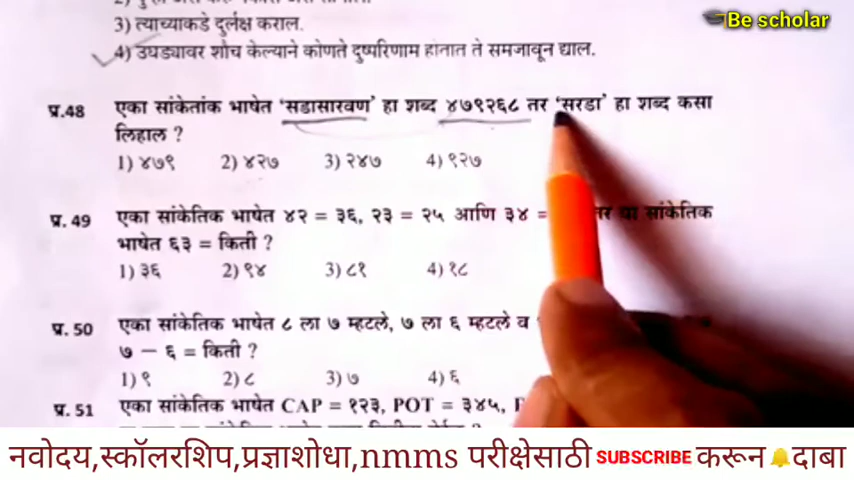 Be scholar
3) त्याच्याकडे दुर्लक्ष कराल.
4) उघड्यावर शौच केल्याने कोणते दुष्परिणाम होतात ते समजावून द्याल.
प्र.48 एका सांकेतांक भाषेत 'सडासारवण' हा शब्द ४७९२६८ तर 'सरडा' हा शब्द कसा
लिहाल ?
1) ४७९ 2) ४२७ 3) २४७ 4) ९२७
प्र. 49 एका सांकेतिक भाषेत ४२ = ३६, २३ = २५ आणि ३४ = तर या सांकेतिक
भाषेत ६३ = किती ?
1) ३६ 2) ९४ 3) ८१ 4) १८
प्र. 50 एका सांकेतिक भाषेत ८ ला ७ म्हटले, ७ ला ६ म्हटले व
७ – ६ = किती ?
1) ९ 2) ८ 3) ७ 4) ६
प्र. 51 एका सांकेतिक भाषेत CAP = १२३, POT = ३४५,
नवोदय,स्कॉलरशिप,प्रज्ञाशोधा,nmms परीक्षेसाठी SUBSCRIBE करून दाबा